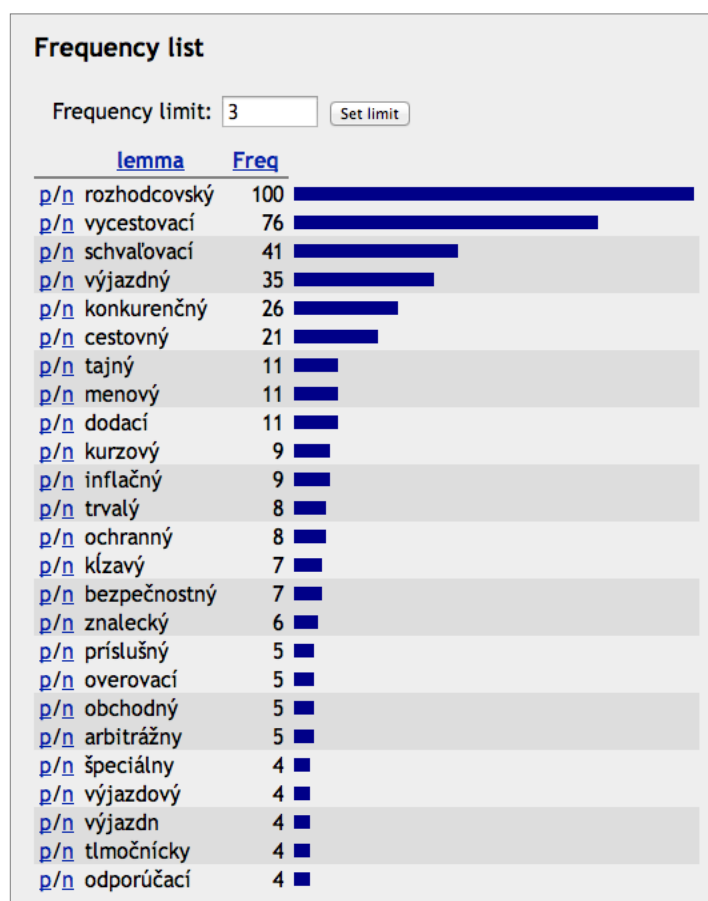 Frequency list
Frequency limit: 3 Set limit
lemma Freq
p/n rozhodcovský 100
p/n vycestovací 76
p/n schvaľovací 41
p/n výjazdný 35
p/n konkurenčný 26
p/n cestovný 21
p/n tajný 11
p/n menový 11
p/n dodací 11
p/n kurzový 9
p/n inflačný 9
p/n trvalý 8
p/n ochranný 8
p/n kĺzavý 7
p/n bezpečnostný 7
p/n znalecký 6
p/n príslušný 5
p/n overovací 5
p/n obchodný 5
p/n arbitrážny 5
p/n špeciálny 4
p/n výjazdový 4
p/n výjazdn 4
p/n tlmočnícky 4
p/n odporúčací 4